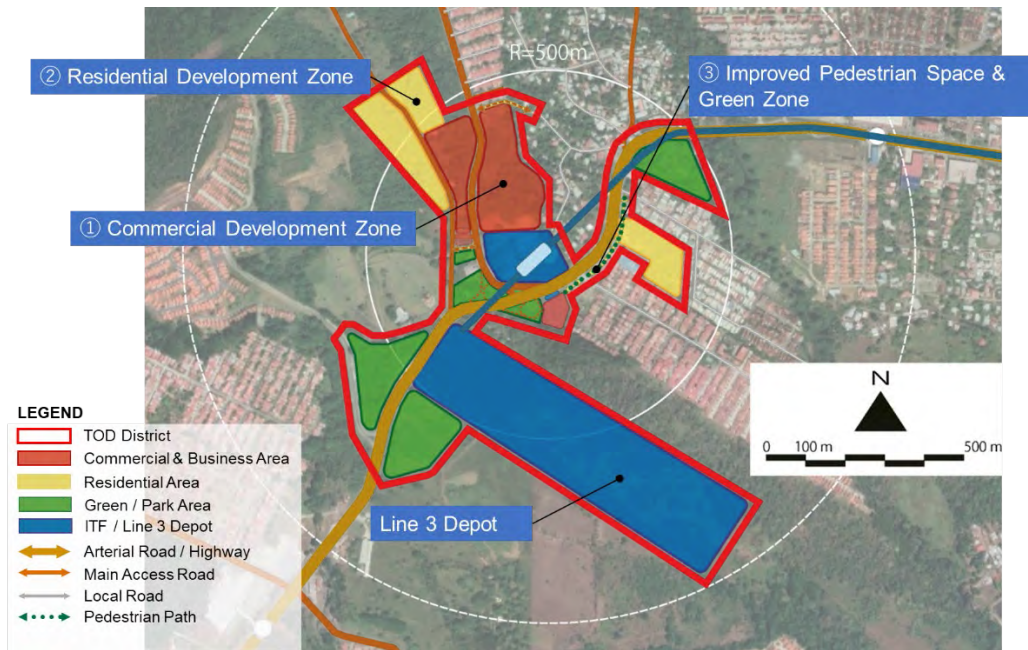 R=500m
② Residential Development Zone
③ Improved Pedestrian Space &
Green Zone
① Commercial Development Zone
Line 3 Depot
N
0 100 m 500 m
LEGEND
TOD District
Commercial & Business Area
Residential Area
Green / Park Area
ITF / Line 3 Depot
Arterial Road / Highway
Main Access Road
Local Road
Pedestrian Path